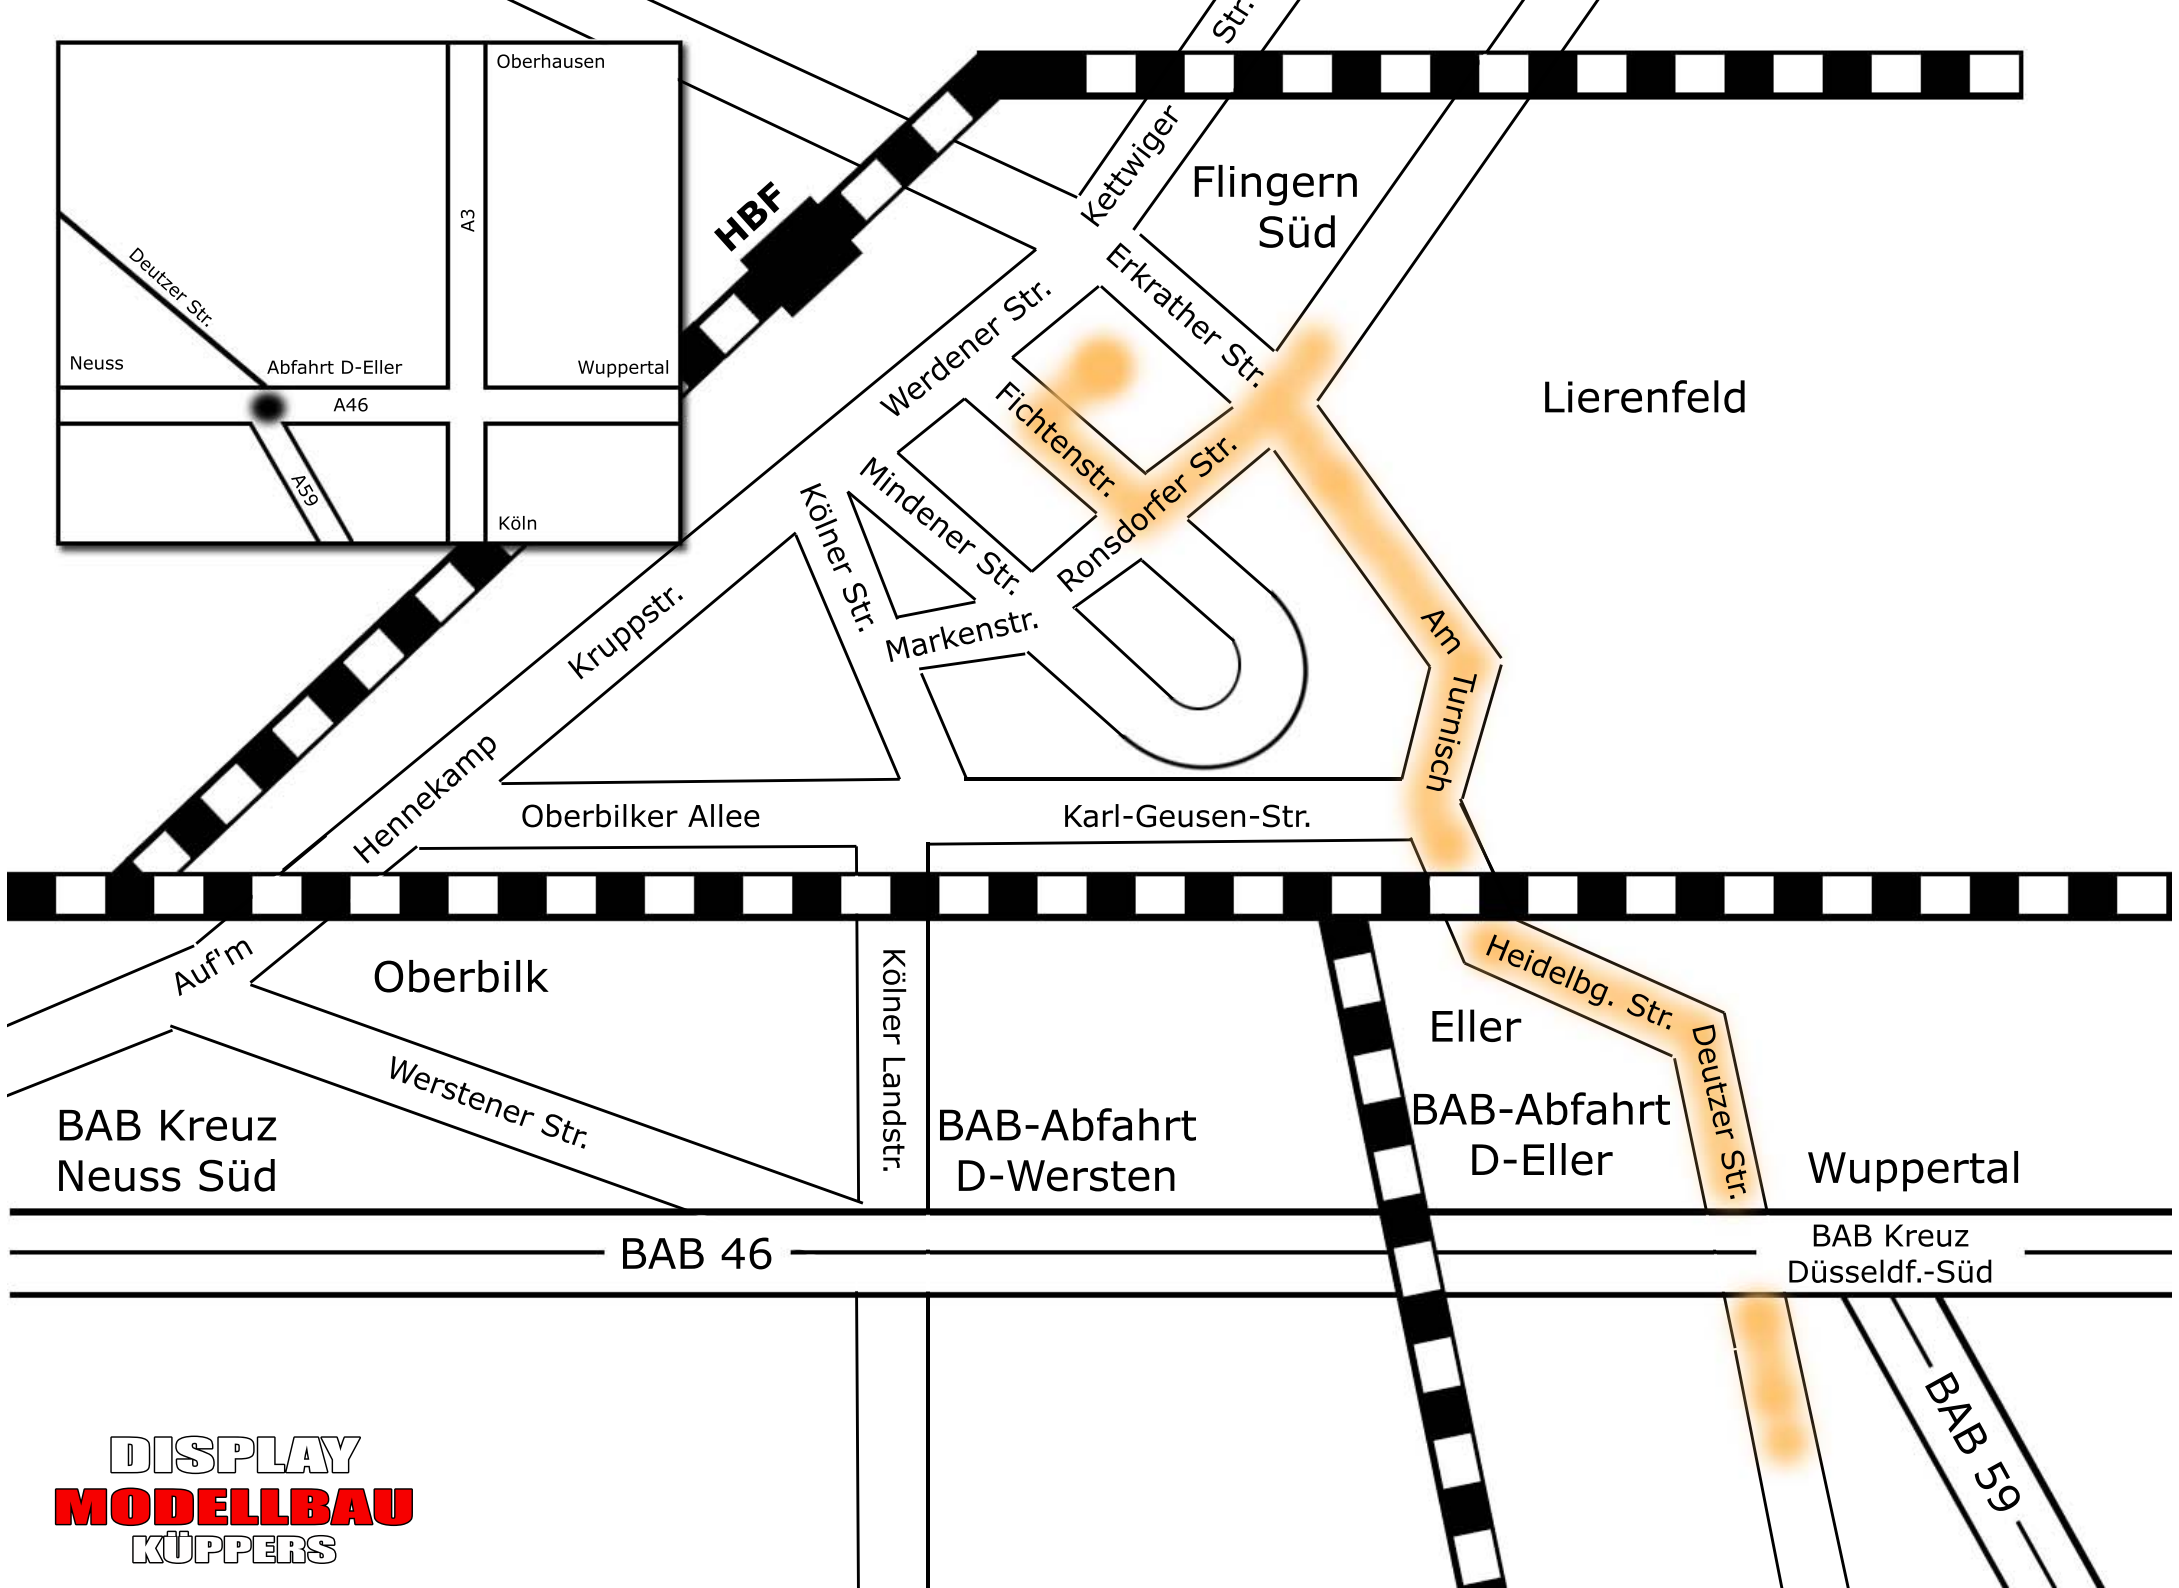 Oberhausen
A3
Deutzer Str.
Neuss
Abfahrt D-Eller
Wuppertal
A46
A59
Köln
Str.
Kettwiger
HBF
Flingern
Süd
Erkrather Str.
Werdener Str.
Lierenfeld
Fichtenstr.
Mindener Str.
Ronsdorfer Str.
Kölner Str.
Kruppstr.
Markenstr.
Am
Turnisch
Hennekamp
Oberbilker Allee
Karl-Geusen-Str.
Auf'm
Oberbilk
Kölner Landstr.
Heidelbg. Str.
Eller
Deutzer Str.
Werstener Str.
BAB Kreuz
Neuss Süd
BAB-Abfahrt
D-Wersten
BAB-Abfahrt
D-Eller
Wuppertal
BAB 46
BAB Kreuz
Düsseldf.-Süd
BAB 59
DISPLAY
MODELLBAU
KÜPPERS